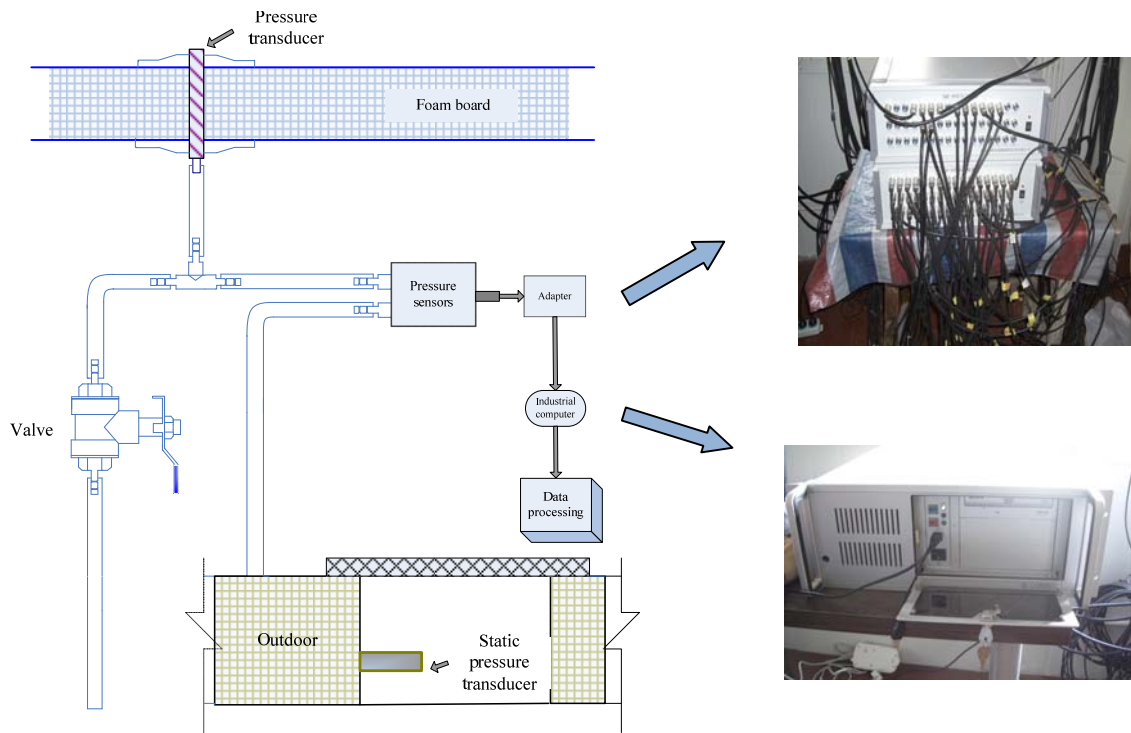 Pressure
transducer
Foam board
Pressure
sensors
Adapter
Industrial
computer
Valve
Data
processing
Outdoor
Static
pressure
transducer